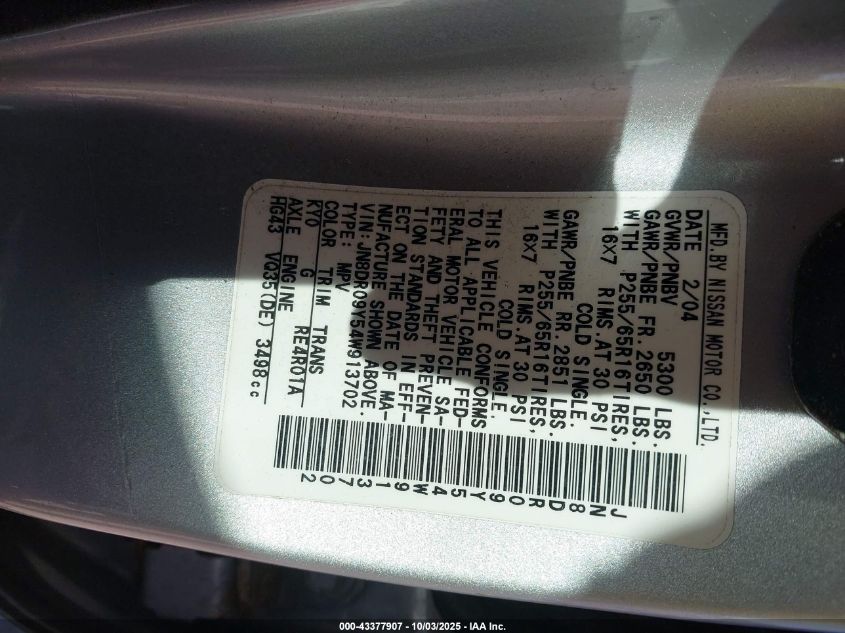 MFD.BY NISSAN MOTOR CO.,LTD.
DATE 2/04
GVWR/PNBV 5300 LBS.
GAWR/PNBE FR. 2650 LBS.
WITH P255/65R16TIRES,
16X7 RIMS.AT 30 PSI
COLD SINGLE.
GAWR/PNBE RR. 2851 LBS.
WITH P255/65R16TIRES,
16X7 RIMS.AT 30 PSI
COLD SINGLE.
THIS VEHICLE CONFORMS
TO ALL APPLICABLE FED-
ERAL MOTOR VEHICLE SA-
FETY AND THEFT PREVEN-
TION STANDARDS IN EFF-
ECT ON THE DATE OF MA-
NUFACTURE SHOWN ABOVE.
VIN:JN8DR09Y54W913702
TYPE: MPV
COLOR TRIM TRANS
KY0 G RE4R01A
AXLE ENGINE
HG43 VG35(DE) 3498cc
JN8DR09Y54W913702
000-43377907 - 10/03/2025 - IAA Inc.